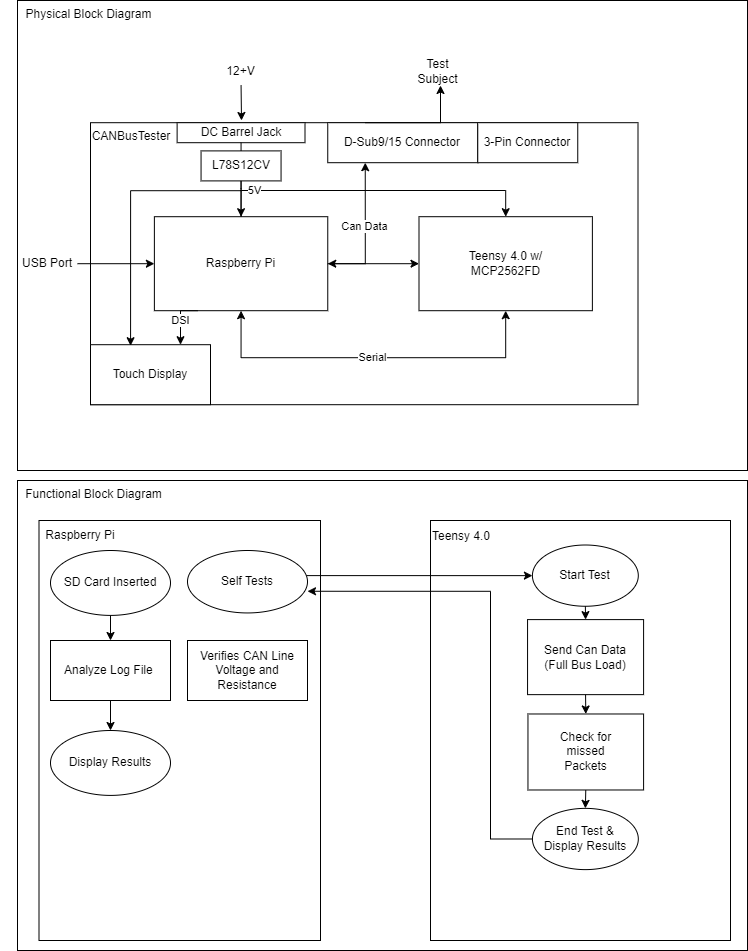 Physical Block Diagram
12+V
Test
Subject
CANBusTester
DC Barrel Jack
D-Sub9/15 Connector
3-Pin Connector
L78S12CV
5V
Can Data
USB Port
Raspberry Pi
Teensy 4.0 w/
MCP2562FD
DSI
Serial
Touch Display
Functional Block Diagram
Raspberry Pi
SD Card Inserted
Analyze Log File
Display Results
Self Tests
Verifies CAN Line
Voltage and
Resistance
Teensy 4.0
Start Test
Send Can Data
(Full Bus Load)
Check for
missed
Packets
End Test &
Display Results